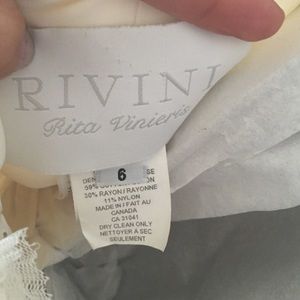 RIVINI
Rita Vinieris
6
59%
30% RAYON/RAYONNE
11% NYLON
MADE IN / FAIT AU
CANADA
CA 31041
DRY CLEAN ONLY
NETTOYER A SEC
SEULEMENT